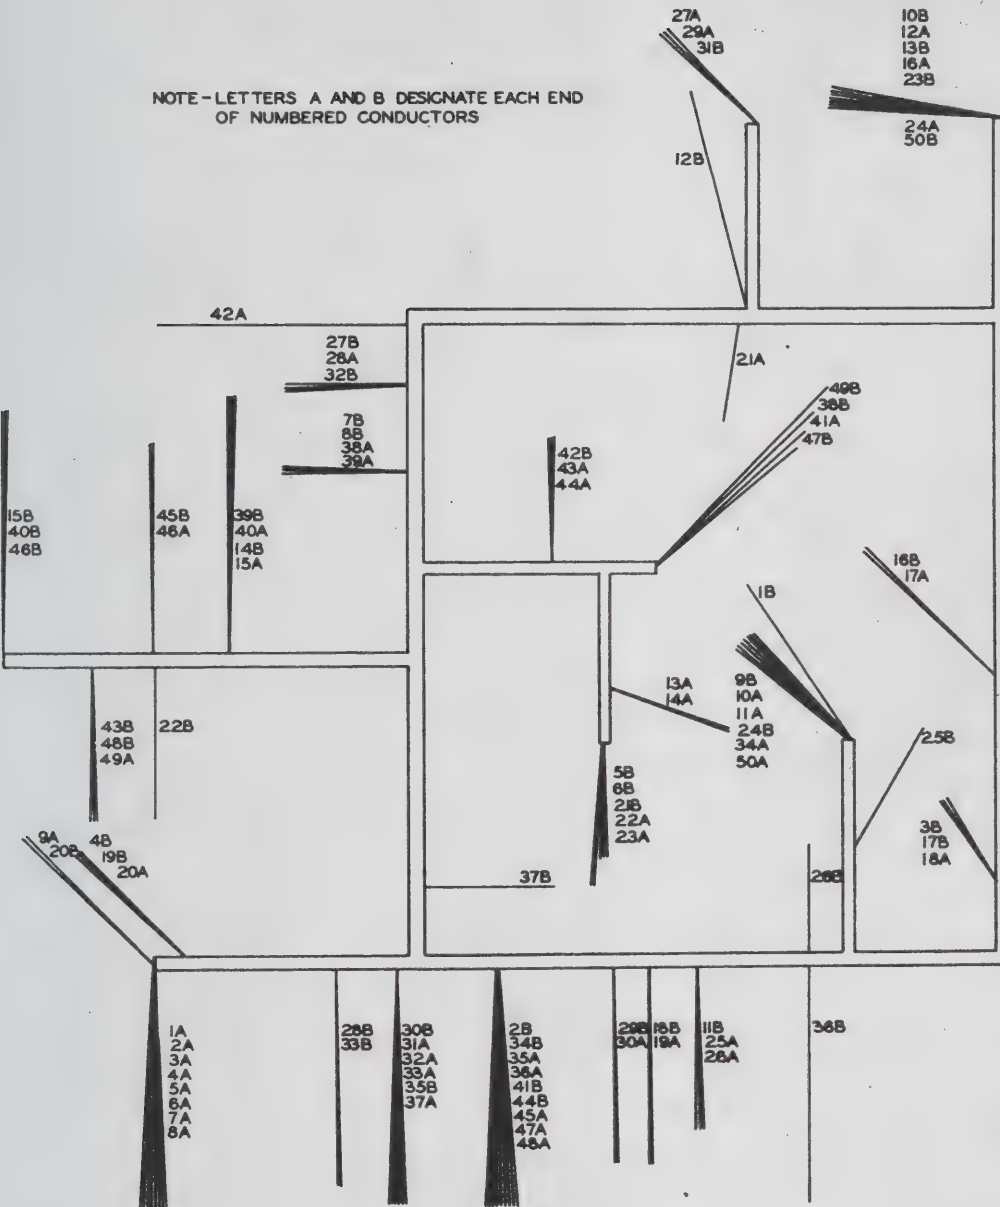 27A
29A
31B
10B
12A
13B
16A
23B
24A
50B
NOTE-LETTERS A AND B DESIGNATE EACH END
OF NUMBERED CONDUCTORS
12B
42A
27B
28A
32B
21A
7B
8B
38A
39A
49B
38B
41A
47B
42B
43A
44A
15B
40B
46B
45B
46A
39B
40A
14B
15A
16B
17A
1B
13A
14A
9B
10A
11A
24B
34A
50A
43B
48B
49A
22B
25B
5B
6B
21B
22A
23A
3B
17B
18A
9A
20B
4B
19B
20A
37B
26B
1A
2A
3A
4A
5A
6A
7A
8A
28B
33B
30B
31A
32A
33A
35B
37A
2B
34B
35A
36A
41B
44B
45A
47A
48A
29B
30A
18B
19A
11B
25A
26A
36B